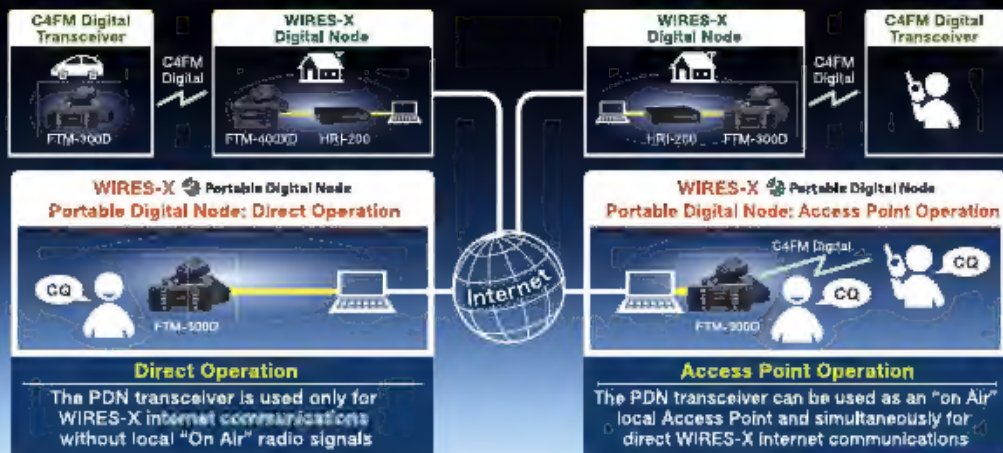 C4FM Digital
Transceiver
C4FM
Digital
FTM-300D
WIRES-X
Digital Node
FTM-400XD
HRI-200
WIRES-X
Digital Node
HRI-200
FTM-300D
C4FM
Digital
C4FM Digital
Transceiver
WIRES-X Portable Digital Node
Portable Digital Node: Direct Operation
CQ
FTM-300D
Internet
WIRES-X Portable Digital Node
Portable Digital Node: Access Point Operation
C4FM Digital
CQ
CQ
FTM-300D
Direct Operation
The PDN transceiver is used only for
WIRES-X internet communications
without local "On Air" radio signals
Access Point Operation
The PDN transceiver can be used as an "on Air"
local Access Point and simultaneously for
direct WIRES-X internet communications